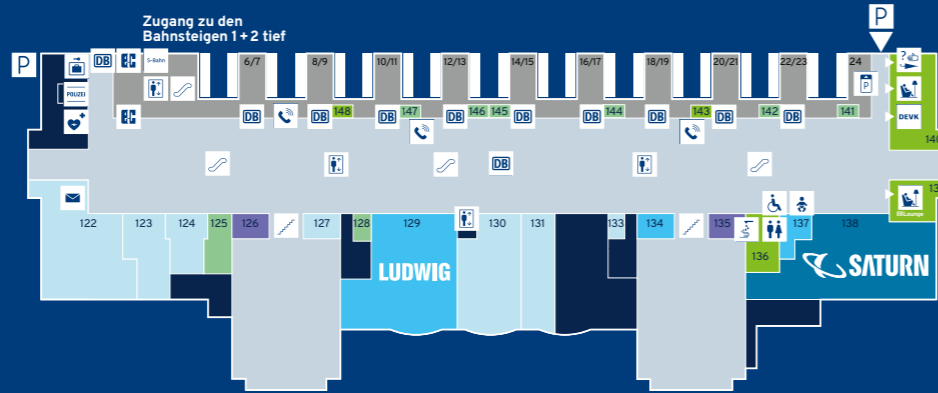 Zugang zu den
Bahnsteigen 1 + 2 tief
P
P
DB
S-Bahn
6/7
8/9
10/11
12/13
14/15
16/17
18/19
20/21
22/23
24
P
POLIZEI
DB
DB
148
DB
147
DB
146
145
DB
144
DB
143
DB
142
DB
141
DEVK
140
DB
122
123
124
125
126
127
128
129
130
131
133
134
135
136
137
138
13
DB Lounge
LUDWIG
SATURN